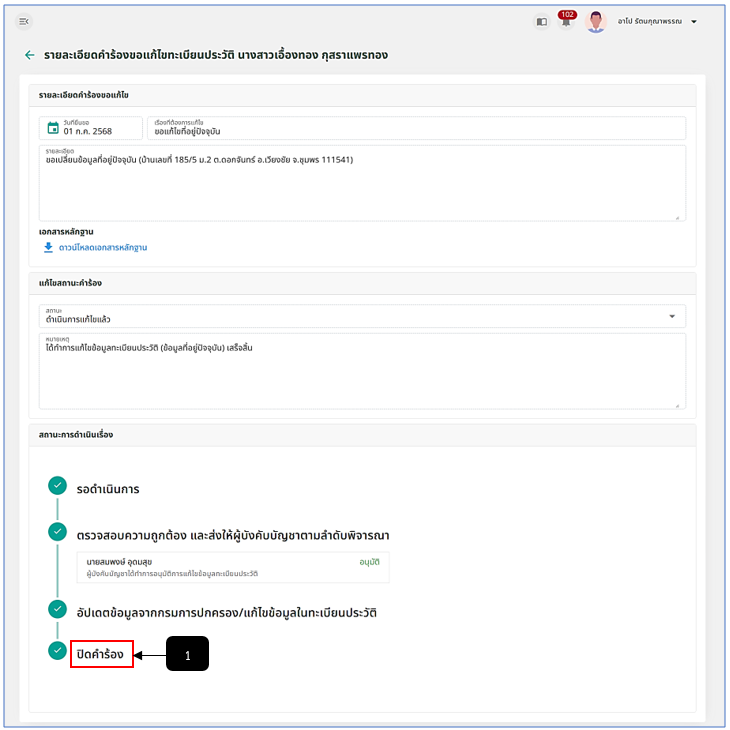 102
อาโป รัตนคุณาพรรณ
รายละเอียดคำร้องขอแก้ไขทะเบียนประวัติ นางสาวเอื้องทอง กุสราแพรทอง
รายละเอียดคำร้องขอแก้ไข
วันที่ยื่นขอ
01 ก.ค. 2568
เรื่องที่ต้องการแก้ไข
ขอแก้ไขที่อยู่ปัจจุบัน
รายละเอียด
ขอเปลี่ยนข้อมูลที่อยู่ปัจจุบัน (บ้านเลขที่ 185/5 ม.2 ต.ดอกจันทร์ อ.เวียงชัย จ.ชุมพร 111541)
เอกสารหลักฐาน
ดาวน์โหลดเอกสารหลักฐาน
แก้ไขสถานะคำร้อง
สถานะ
ดำเนินการแก้ไขแล้ว
หมายเหตุ
ได้ทำการแก้ไขข้อมูลทะเบียนประวัติ (ข้อมูลที่อยู่ปัจจุบัน) เสร็จสิ้น
สถานะการดำเนินเรื่อง
รอดำเนินการ
ตรวจสอบความถูกต้อง และส่งให้ผู้บังคับบัญชาตามลำดับพิจารณา
นายสมพงษ์ อุดมสุข
อนุมัติ
ผู้บังคับบัญชาได้ทำการอนุมัติการแก้ไขข้อมูลทะเบียนประวัติ
อัปเดตข้อมูลจากกรมการปกครอง/แก้ไขข้อมูลในทะเบียนประวัติ
ปิดคำร้อง
1